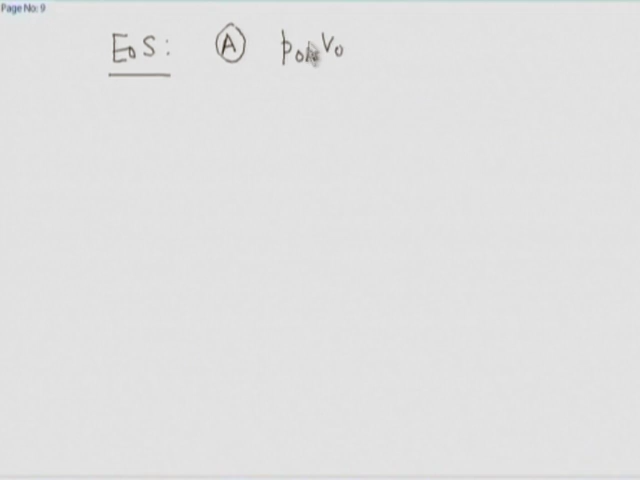 Page No: 9
EoS: Ⓐ p₀, V₀